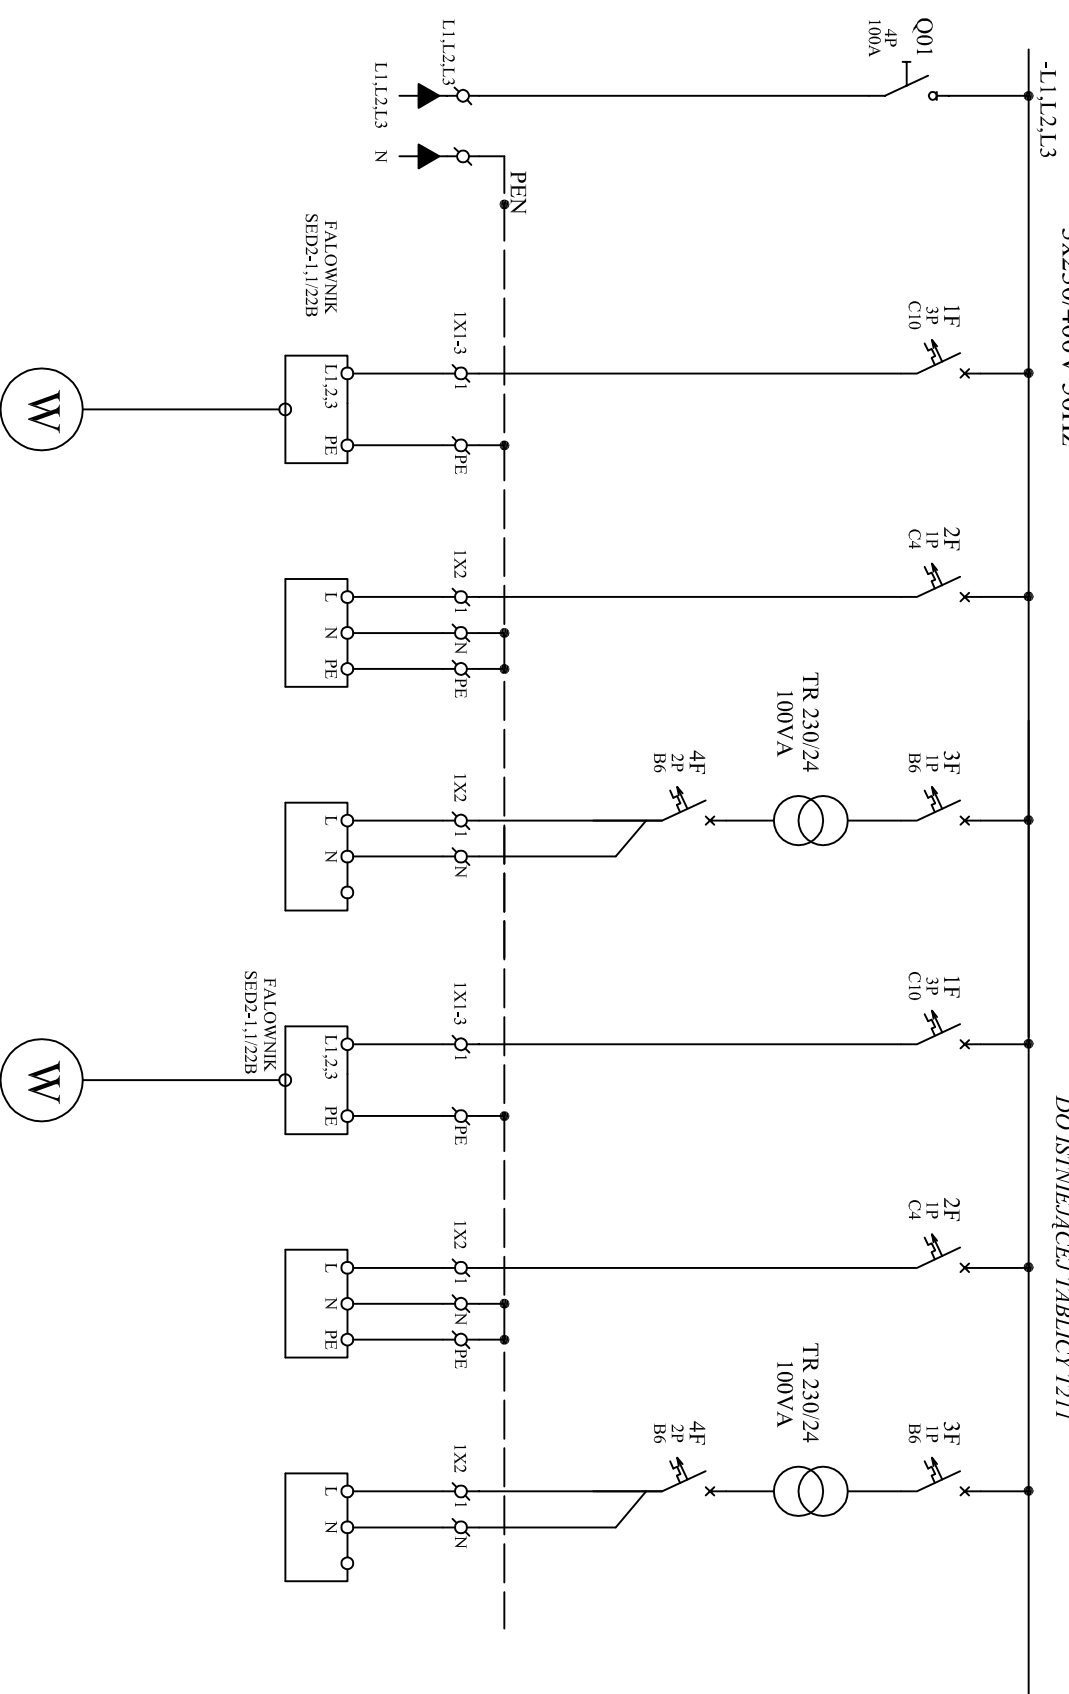 -L1,L2,L3
3X230/400V 50HZ
DO ISTNIEJĄCEJ TABLICY T211
Q01
4P
100A
L1,L2,L3
L1,L2,L3
N
PEN
1F
3P
C10
1X1-3
1
PE
FALOWNIK
SED2-1,1/22B
L1,2,3
PE
W
2F
1P
C4
1X2
1
N
PE
L
N
PE
3F
1P
B6
TR 230/24
100VA
4F
2P
B6
1X2
1
N
L
N
1F
3P
C10
1X1-3
1
PE
FALOWNIK
SED2-1,1/22B
L1,2,3
PE
W
2F
1P
C4
1X2
1
N
PE
L
N
PE
3F
1P
B6
TR 230/24
100VA
4F
2P
B6
1X2
1
N
L
N